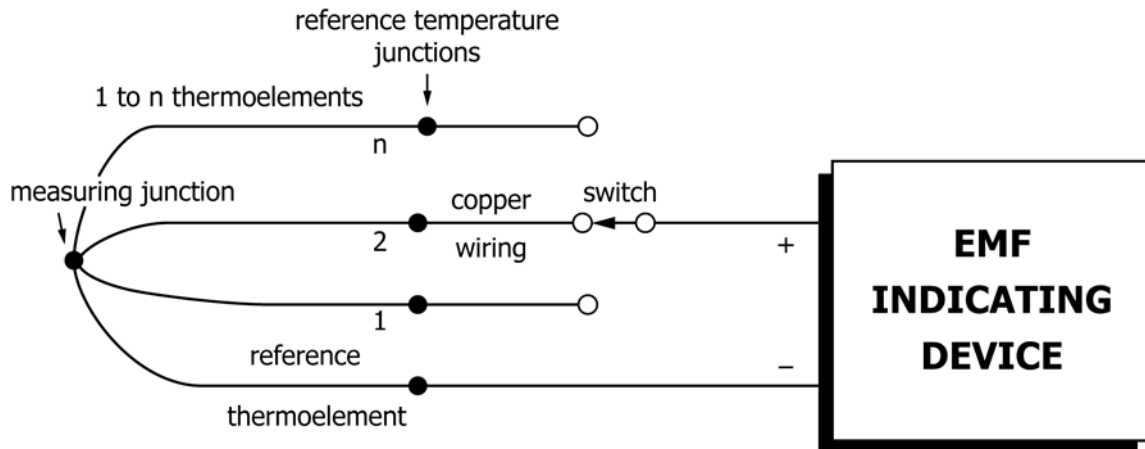 reference temperature
junctions
1 to n thermoelements
n
measuring junction
copper
switch
2
wiring
+
1
reference
thermoelement
–
EMF
INDICATING
DEVICE